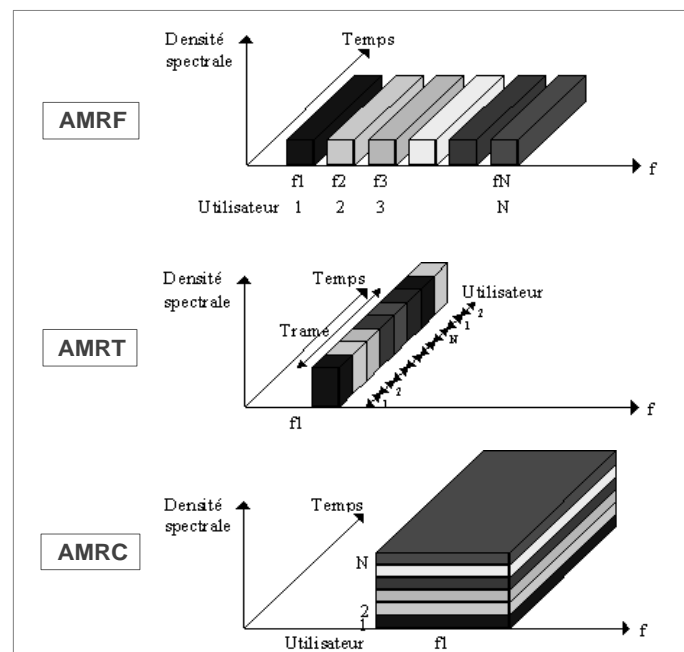 Densité
spectrale
Temps
AMRF
f
f1 f2 f3 fN
Utilisateur 1 2 3 N
Densité
spectrale
Temps
Utilisateur
Trame
AMRT
1 2 N 1 2
f
f1
Densité
spectrale
Temps
AMRC
N
2
1
f
Utilisateur f1